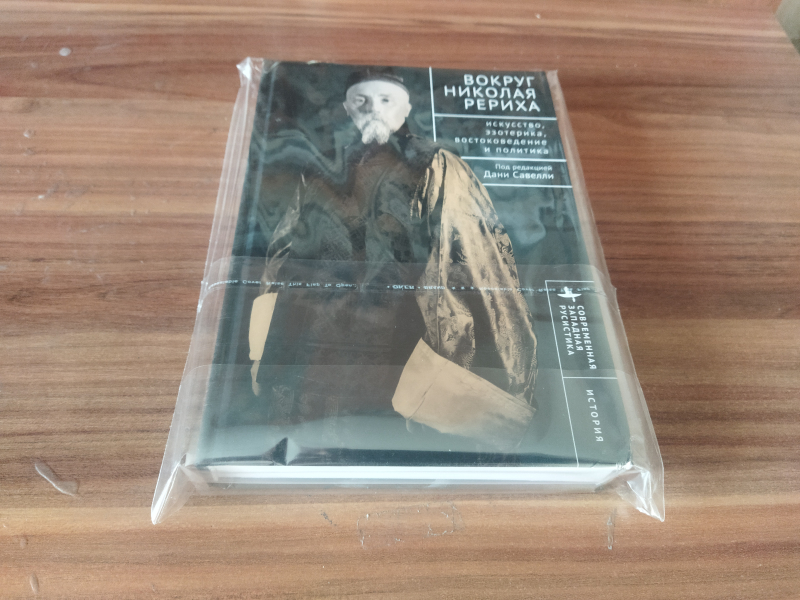 ВОКРУГ
НИКОЛАЯ
РЕРИХА
искусство,
эзотерика,
востоковедение
и политика
Под редакцией
Дани Савелли
СОВРЕМЕННАЯ
ЗАПАДНАЯ
РУСИСТИКА
ИСТОРИЯ